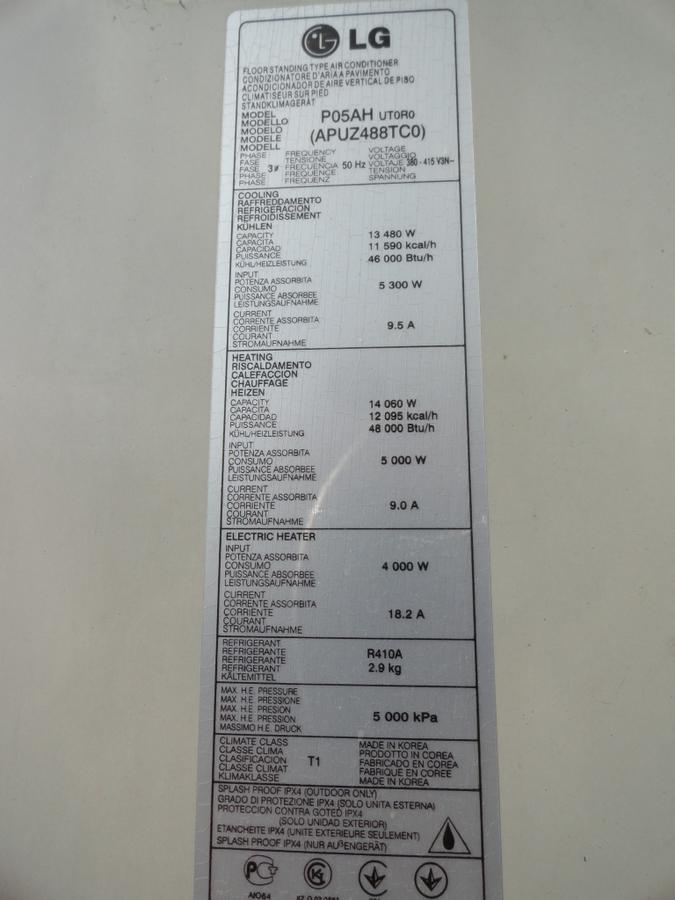 LG
FLOOR STANDING TYPE AIR CONDITIONER
CONDIZIONATORE D'ARIA A PAVIMENTO
ACONDICIONADOR DE AIRE VERTICAL DE PISO
CLIMATISEUR SUR PIED
STANDKLIMAGERÄT
MODEL
MODELLO
MODELO
MODELE
MODELL
P05AH UT0R0
(APUZ488TC0)
PHASE
FASE
FASE
PHASE
PHASE
3ø
FREQUENCY
TENSIONE
FRECUENCIA
FREQUENCE
FREQUENZ
50 Hz
VOLTAGE
VOLTAGGIO
VOLTAJE
TENSION
SPANNUNG
380 - 415 V3N~
COOLING
RAFFREDDAMENTO
REFRIGERACION
REFROIDISSEMENT
KÜHLEN
CAPACITY
CAPACITA
CAPACIDAD
PUISSANCE
KÜHL/HEIZLEISTUNG
13 480 W
11 590 kcal/h
46 000 Btu/h
INPUT
POTENZA ASSORBITA
CONSUMO
PUISSANCE ABSORBEE
LEISTUNGSAUFNAHME
5 300 W
CURRENT
CORRENTE ASSORBITA
CORRIENTE
COURANT
STROMAUFNAHME
9.5 A
HEATING
RISCALDAMENTO
CALEFACCION
CHAUFFAGE
HEIZEN
CAPACITY
CAPACITA
CAPACIDAD
PUISSANCE
KÜHL/HEIZLEISTUNG
14 060 W
12 095 kcal/h
48 000 Btu/h
INPUT
POTENZA ASSORBITA
CONSUMO
PUISSANCE ABSORBEE
LEISTUNGSAUFNAHME
5 000 W
CURRENT
CORRENTE ASSORBITA
CORRIENTE
COURANT
STROMAUFNAHME
9.0 A
ELECTRIC HEATER
INPUT
POTENZA ASSORBITA
CONSUMO
PUISSANCE ABSORBEE
LEISTUNGSAUFNAHME
4 000 W
CURRENT
CORRENTE ASSORBITA
CORRIENTE
COURANT
STROMAUFNAHME
18.2 A
REFRIGERANT
REFRIGERANTE
REFRIGERANTE
REFRIGERANT
KÄLTEMITTEL
R410A
2.9 kg
MAX. H.E. PRESSURE
MAX. H.E. PRESSIONE
MAX. H.E. PRESION
MAX. H.E. PRESSION
MASSIMO H.E. DRUCK
5 000 kPa
CLIMATE CLASS
CLASSE CLIMA
CLASIFICACION
CLASSE CLIMAT
KLIMAKLASSE
T1
MADE IN KOREA
PRODOTTO IN COREA
FABRICADO EN COREA
FABRIQUE EN COREE
MADE IN KOREA
SPLASH PROOF IPX4 (OUTDOOR ONLY)
GRADO DI PROTEZIONE IPX4 (SOLO UNITA ESTERNA)
PROTECCION CONTRA GOTEO IPX4
(SOLO UNIDAD EXTERIOR)
ETANCHEITE IPX4 (UNITE EXTERIEURE SEULEMENT)
SPLASH PROOF IPX4 (NUR AUßENGERÄT)
АЮ64